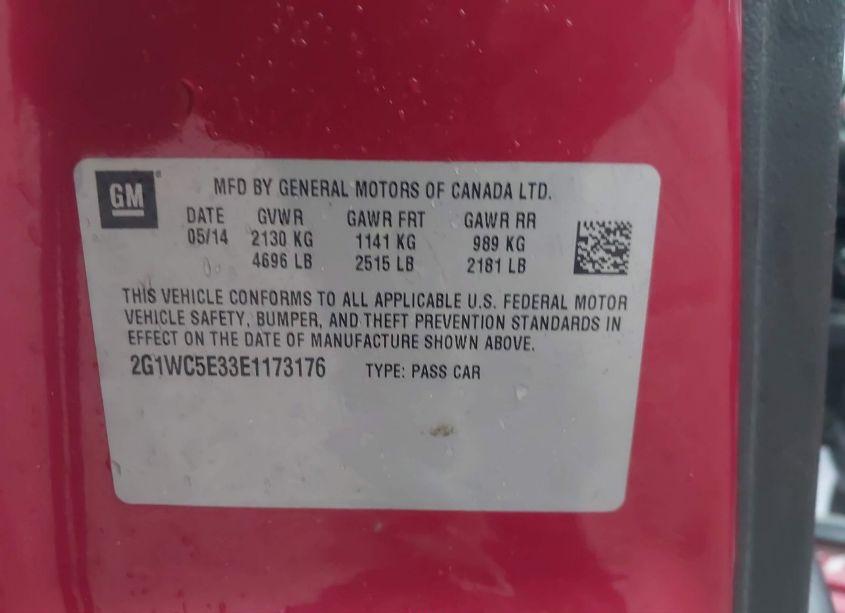 GM
MFD BY GENERAL MOTORS OF CANADA LTD.
DATE GVWR GAWR FRT GAWR RR
05/14 2130 KG 1141 KG 989 KG
4696 LB 2515 LB 2181 LB
THIS VEHICLE CONFORMS TO ALL APPLICABLE U.S. FEDERAL MOTOR
VEHICLE SAFETY, BUMPER, AND THEFT PREVENTION STANDARDS IN
EFFECT ON THE DATE OF MANUFACTURE SHOWN ABOVE.
2G1WC5E33E1173176 TYPE: PASS CAR